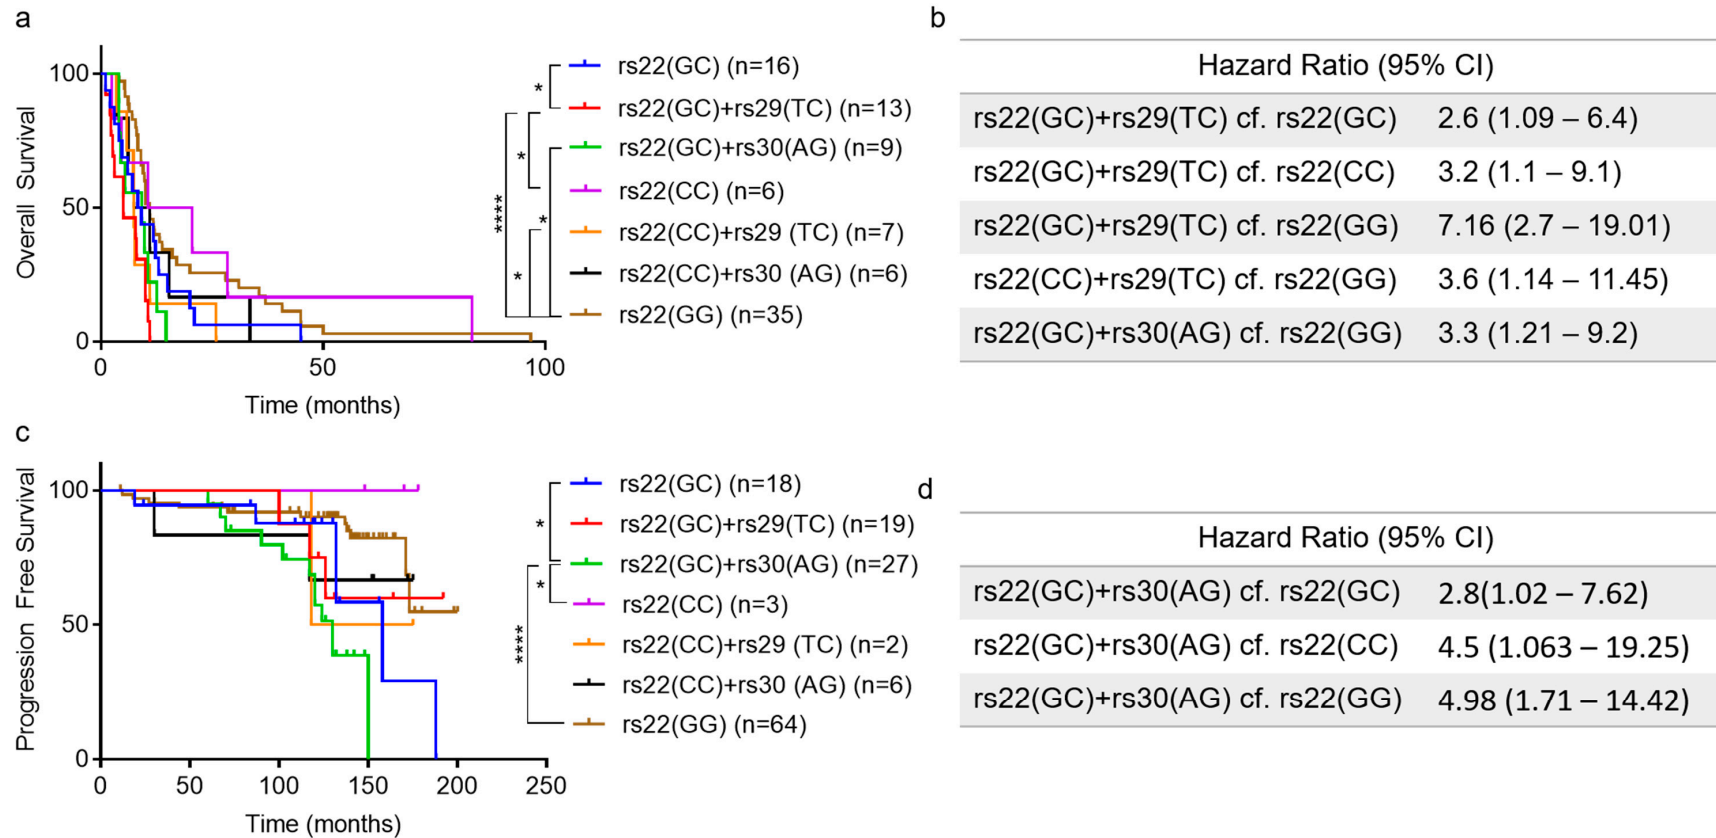 a
Overall Survival
100
50
0
0
50
100
Time (months)
rs22(GC) (n=16)
rs22(GC)+rs29(TC) (n=13)
rs22(GC)+rs30(AG) (n=9)
rs22(CC) (n=6)
rs22(CC)+rs29 (TC) (n=7)
rs22(CC)+rs30 (AG) (n=6)
rs22(GG) (n=35)
*
*
****
*
*
b
Hazard Ratio (95% CI)
rs22(GC)+rs29(TC) cf. rs22(GC) 2.6 (1.09 – 6.4)
rs22(GC)+rs29(TC) cf. rs22(CC) 3.2 (1.1 – 9.1)
rs22(GC)+rs29(TC) cf. rs22(GG) 7.16 (2.7 – 19.01)
rs22(CC)+rs29(TC) cf. rs22(GG) 3.6 (1.14 – 11.45)
rs22(GC)+rs30(AG) cf. rs22(GG) 3.3 (1.21 – 9.2)
c
Progression Free Survival
100
50
0
0
50
100
150
200
250
Time (months)
rs22(GC) (n=18)
rs22(GC)+rs29(TC) (n=19)
rs22(GC)+rs30(AG) (n=27)
rs22(CC) (n=3)
rs22(CC)+rs29 (TC) (n=2)
rs22(CC)+rs30 (AG) (n=6)
rs22(GG) (n=64)
*
*
****
d
Hazard Ratio (95% CI)
rs22(GC)+rs30(AG) cf. rs22(GC) 2.8(1.02 – 7.62)
rs22(GC)+rs30(AG) cf. rs22(CC) 4.5 (1.063 – 19.25)
rs22(GC)+rs30(AG) cf. rs22(GG) 4.98 (1.71 – 14.42)